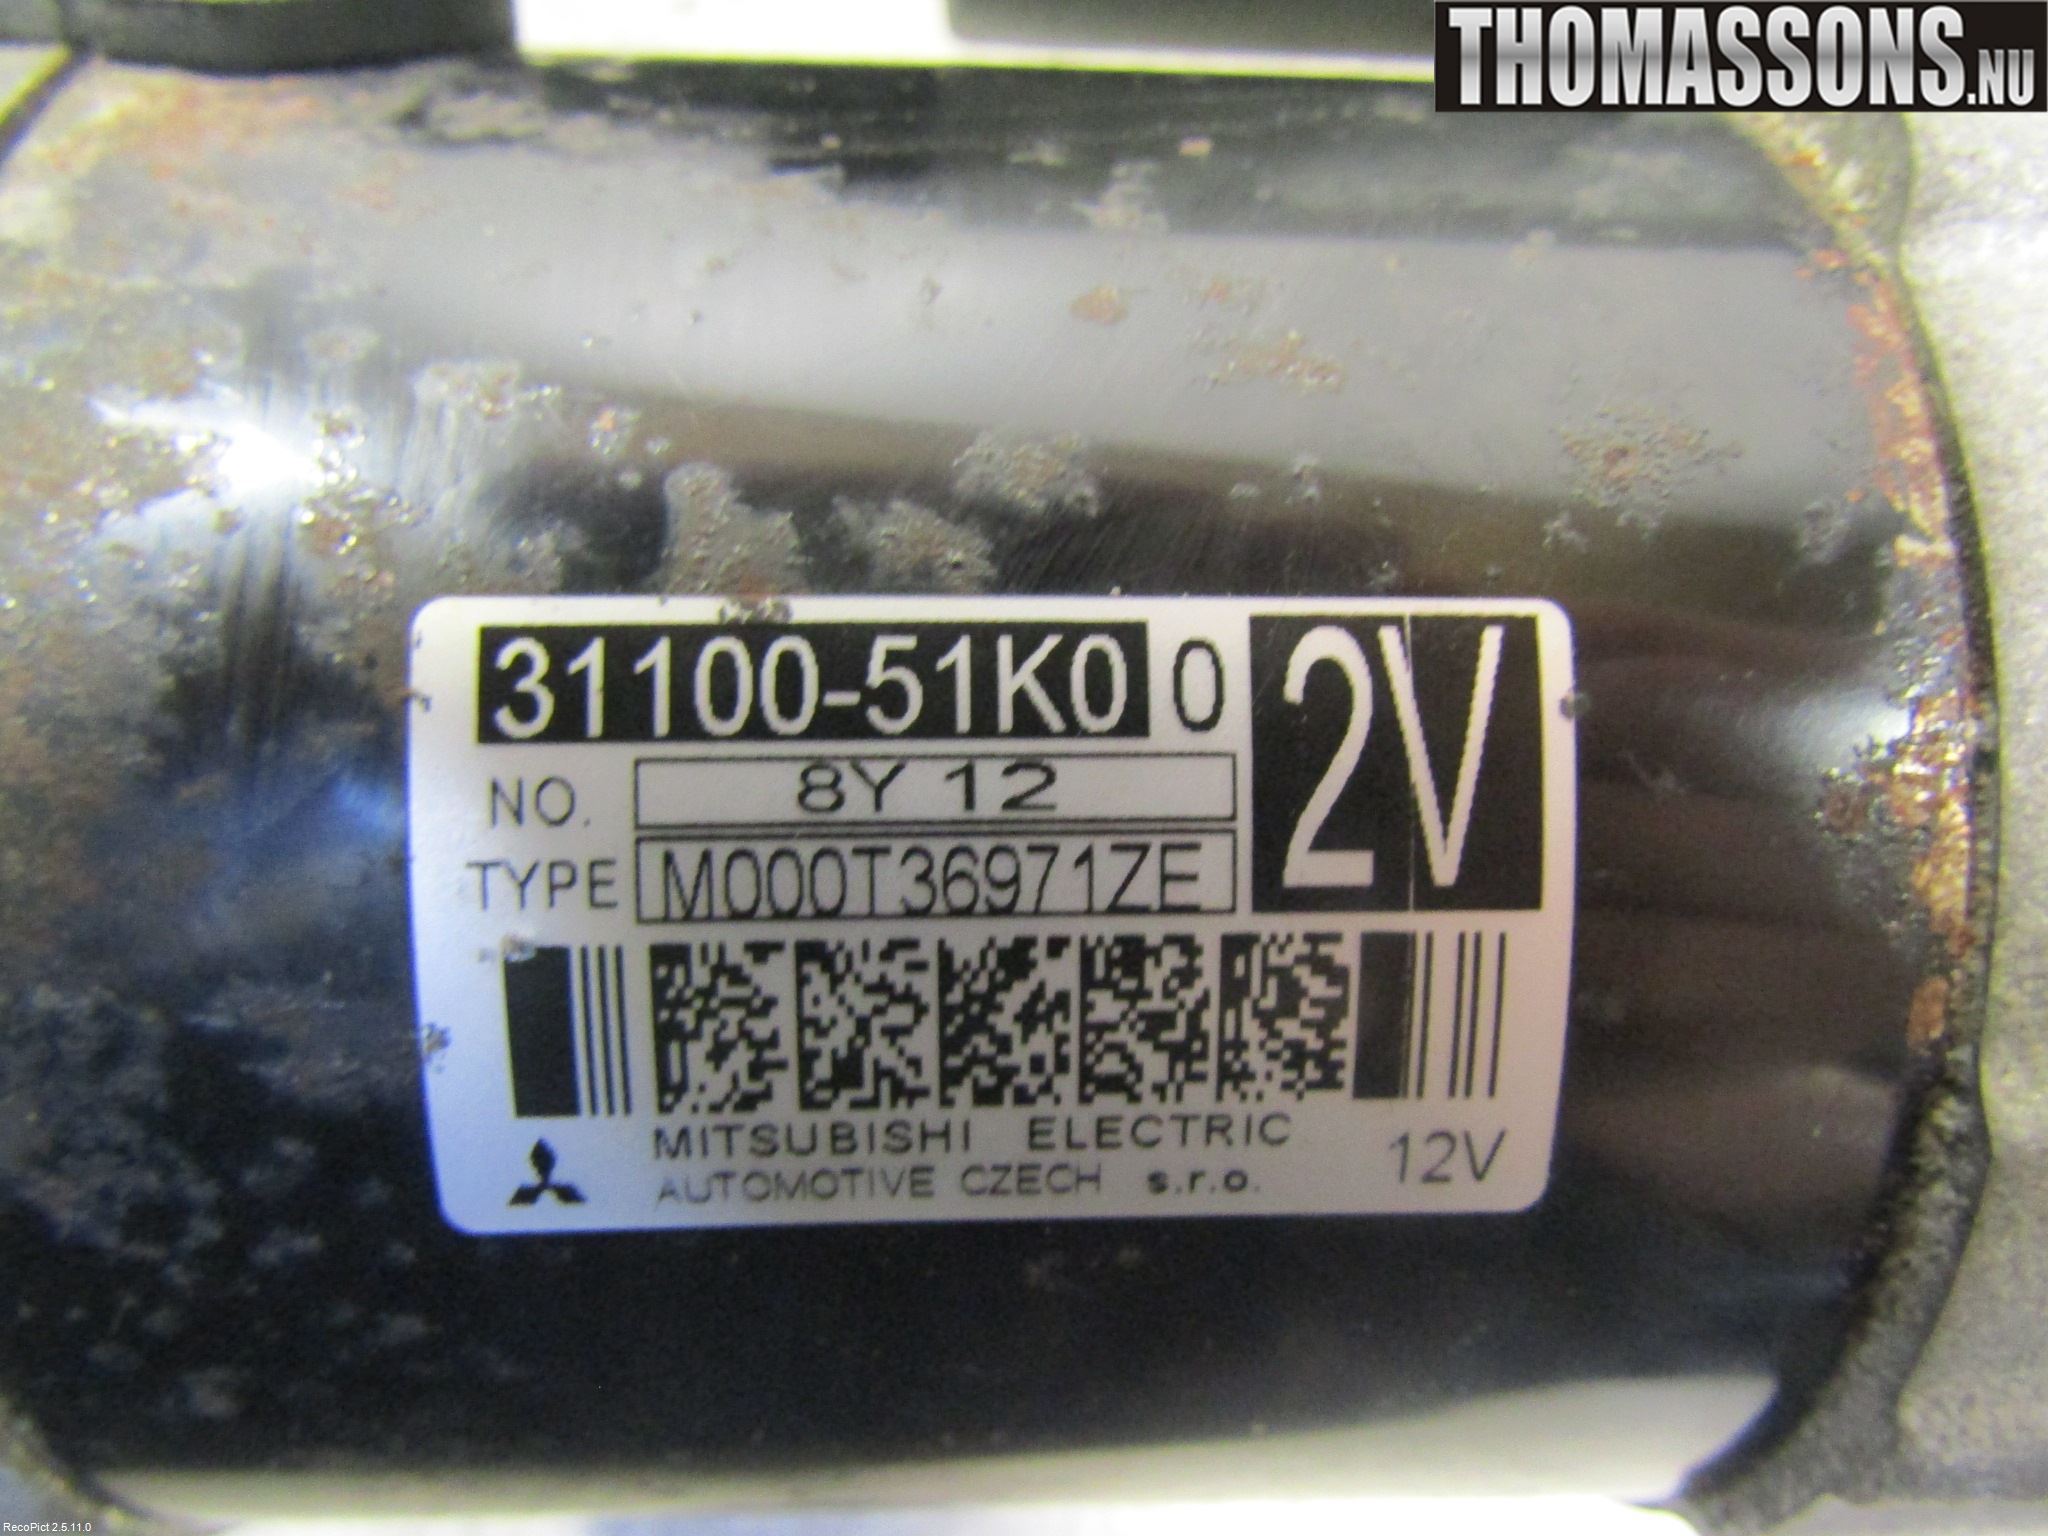 THOMASSONS.NU
31100-51K0 0 2V
NO. 8Y 12
TYPE M000T36971ZE
MITSUBISHI ELECTRIC
AUTOMOTIVE CZECH s.r.o.
12V
RecoPict 2.5.11.0